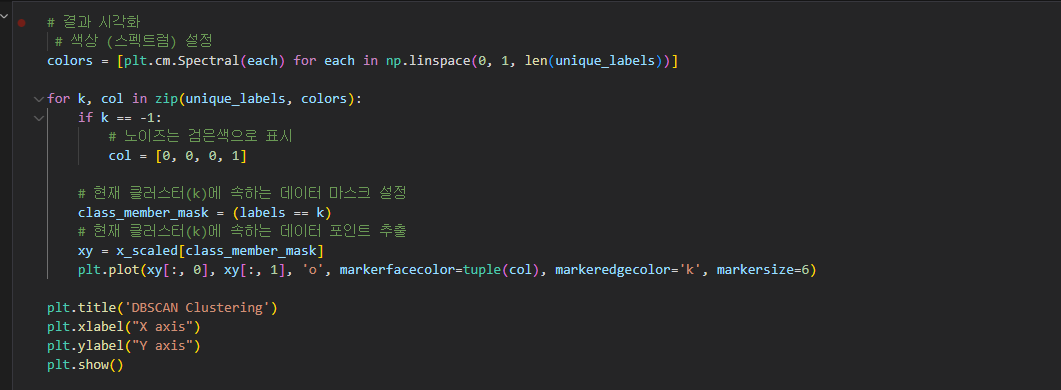 # 결과 시각화
# 색상 (스펙트럼) 설정
colors = [plt.cm.Spectral(each) for each in np.linspace(0, 1, len(unique_labels))]
for k, col in zip(unique_labels, colors):
if k == -1:
# 노이즈는 검은색으로 표시
col = [0, 0, 0, 1]
# 현재 클러스터(k)에 속하는 데이터 마스크 설정
class_member_mask = (labels == k)
# 현재 클러스터(k)에 속하는 데이터 포인트 추출
xy = x_scaled[class_member_mask]
plt.plot(xy[:, 0], xy[:, 1], 'o', markerfacecolor=tuple(col), markeredgecolor='k', markersize=6)
plt.title('DBSCAN Clustering')
plt.xlabel("X axis")
plt.ylabel("Y axis")
plt.show()